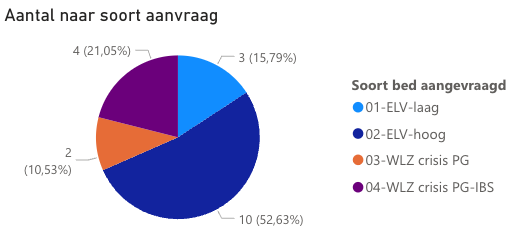 Aantal naar soort aanvraag
4 (21,05%)
3 (15,79%)
2
(10,53%)
10 (52,63%)
Soort bed aangevraagd
01-ELV-laag
02-ELV-hoog
03-WLZ crisis PG
04-WLZ crisis PG-IBS